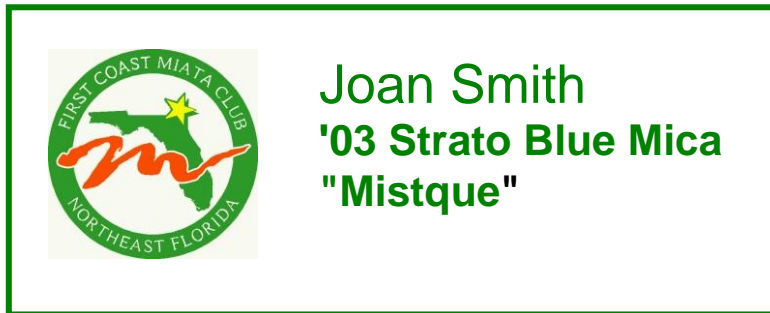 FIRST COAST MIATA CLUB
NORTHEAST FLORIDA
Joan Smith
'03 Strato Blue Mica
"Mistque"